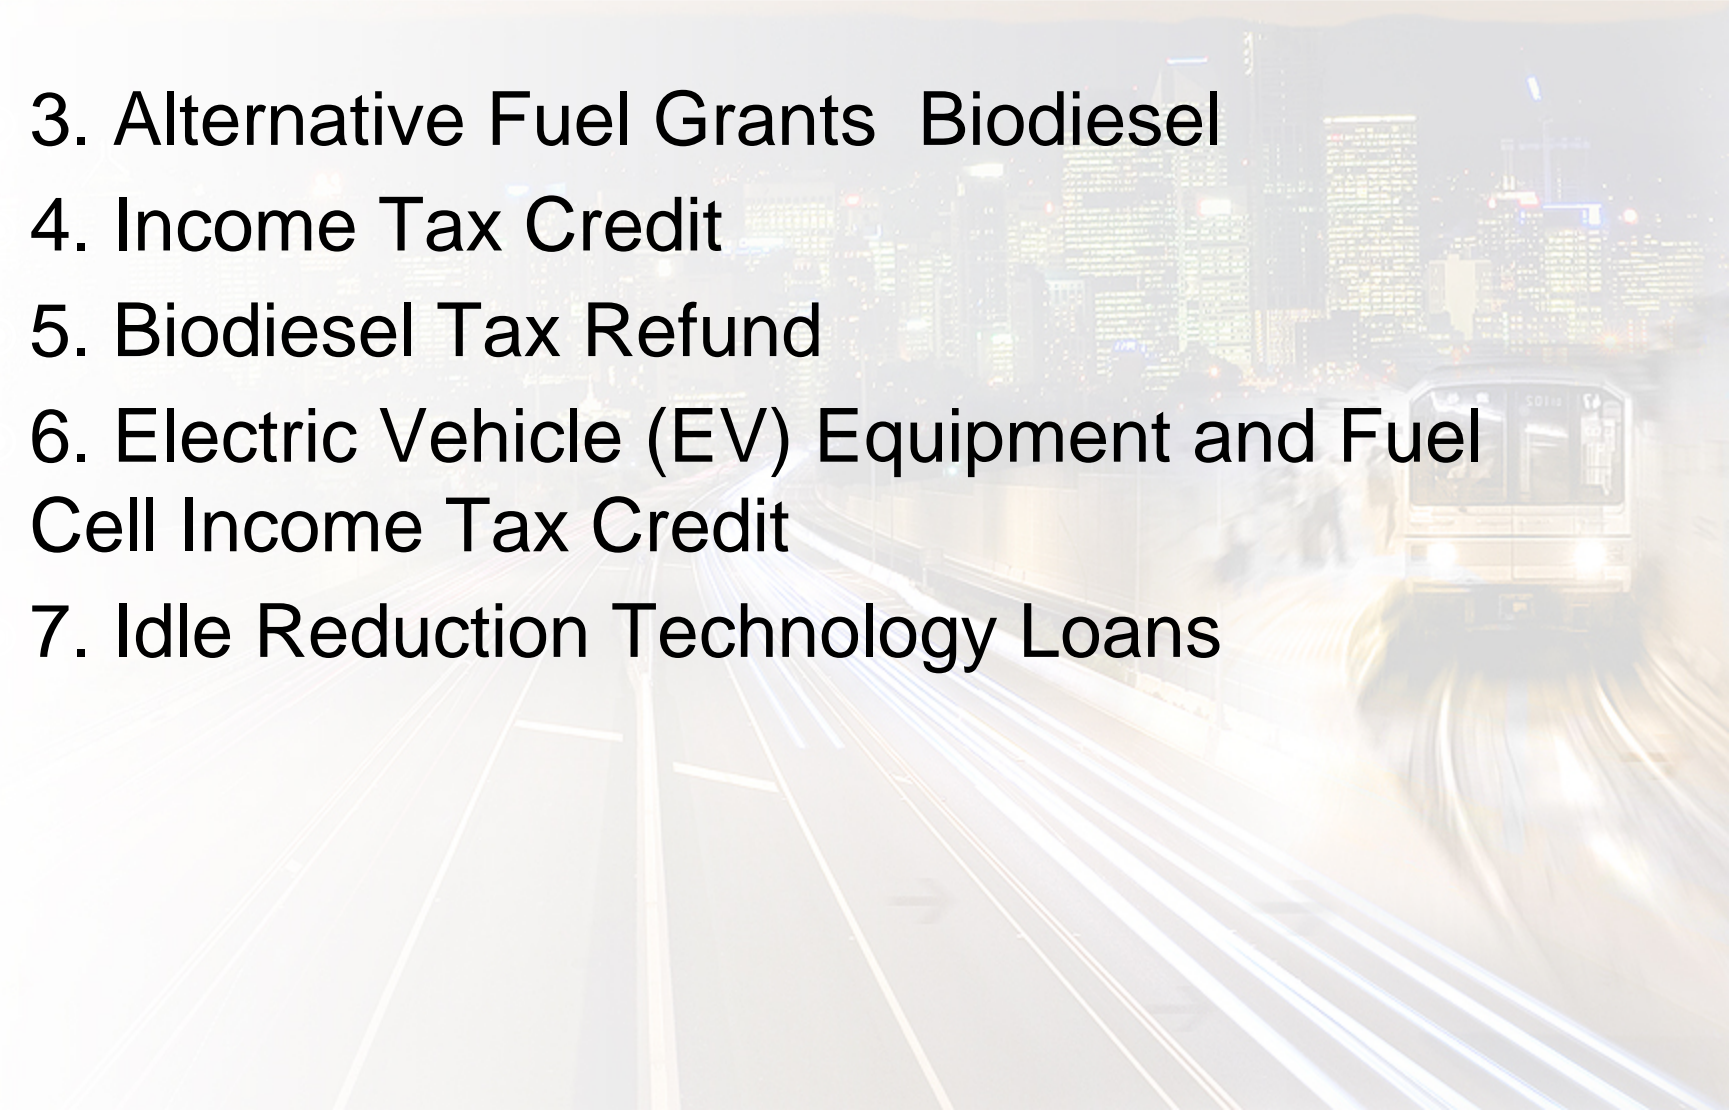 3. Alternative Fuel Grants  Biodiesel
4. Income Tax Credit
5. Biodiesel Tax Refund
6. Electric Vehicle (EV) Equipment and Fuel
Cell Income Tax Credit
7. Idle Reduction Technology Loans